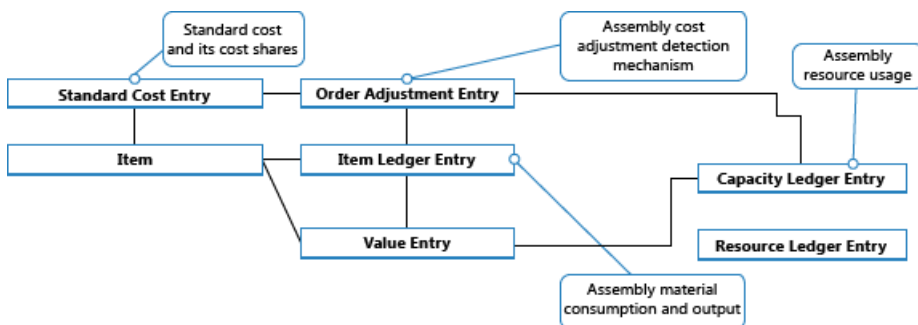 Standard cost
and its cost shares
Assembly cost
adjustment detection
mechanism
Assembly
resource usage
Standard Cost Entry
Order Adjustment Entry
Item
Item Ledger Entry
Capacity Ledger Entry
Value Entry
Resource Ledger Entry
Assembly material
consumption and output